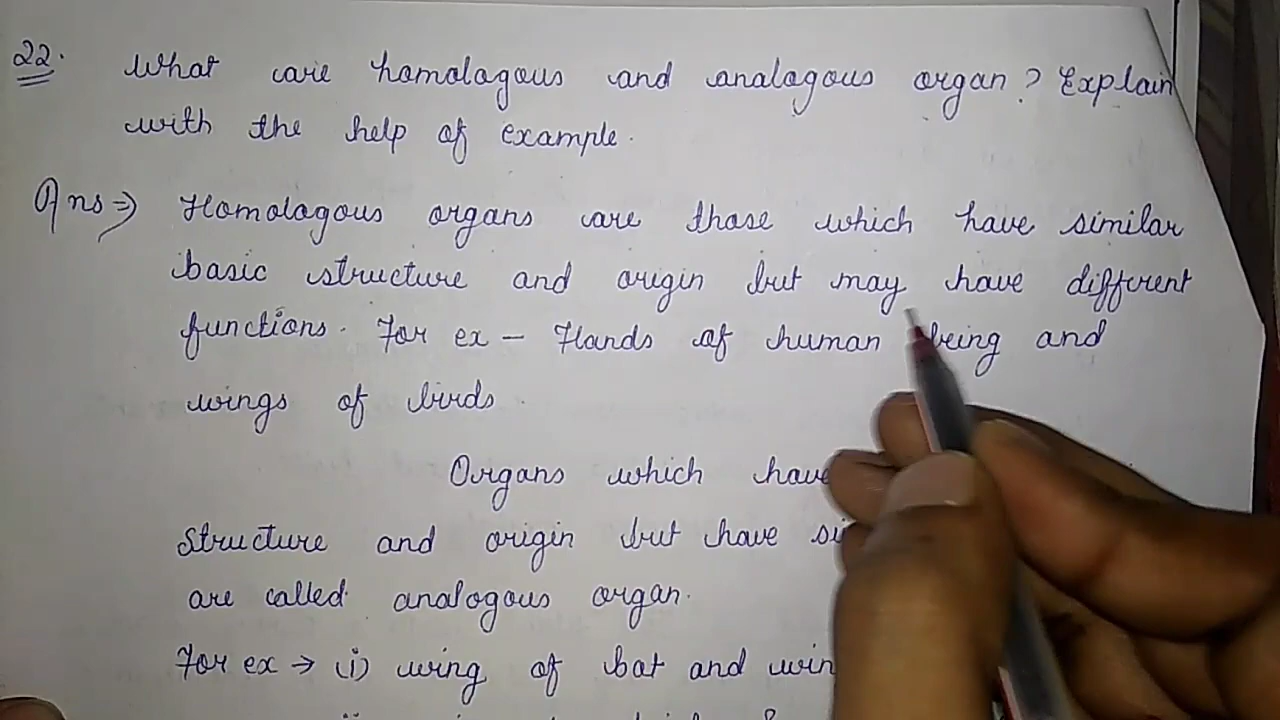 22. What are homologous and analogous organ? Explain
with the help of example.
Ans ⇒ Homologous organs are those which have similar
basic structure and origin but may have different
functions. For ex – Hands of human being and
wings of birds.
Organs which have
structure and origin but have
are called analogous organ.
For ex → (i) wing of bat and